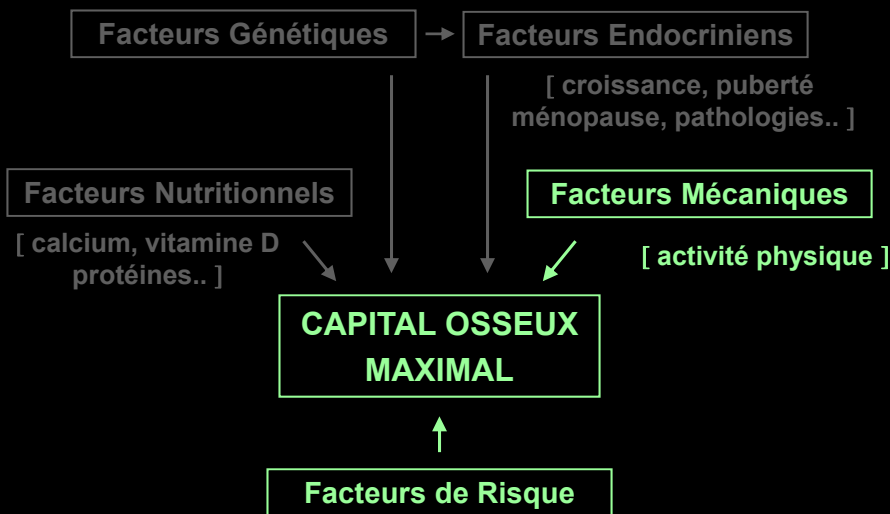 Facteurs Génétiques
Facteurs Endocriniens
[ croissance, puberté
ménopause, pathologies.. ]
Facteurs Nutritionnels
[ calcium, vitamine D
protéines.. ]
Facteurs Mécaniques
[ activité physique ]
CAPITAL OSSEUX
MAXIMAL
Facteurs de Risque